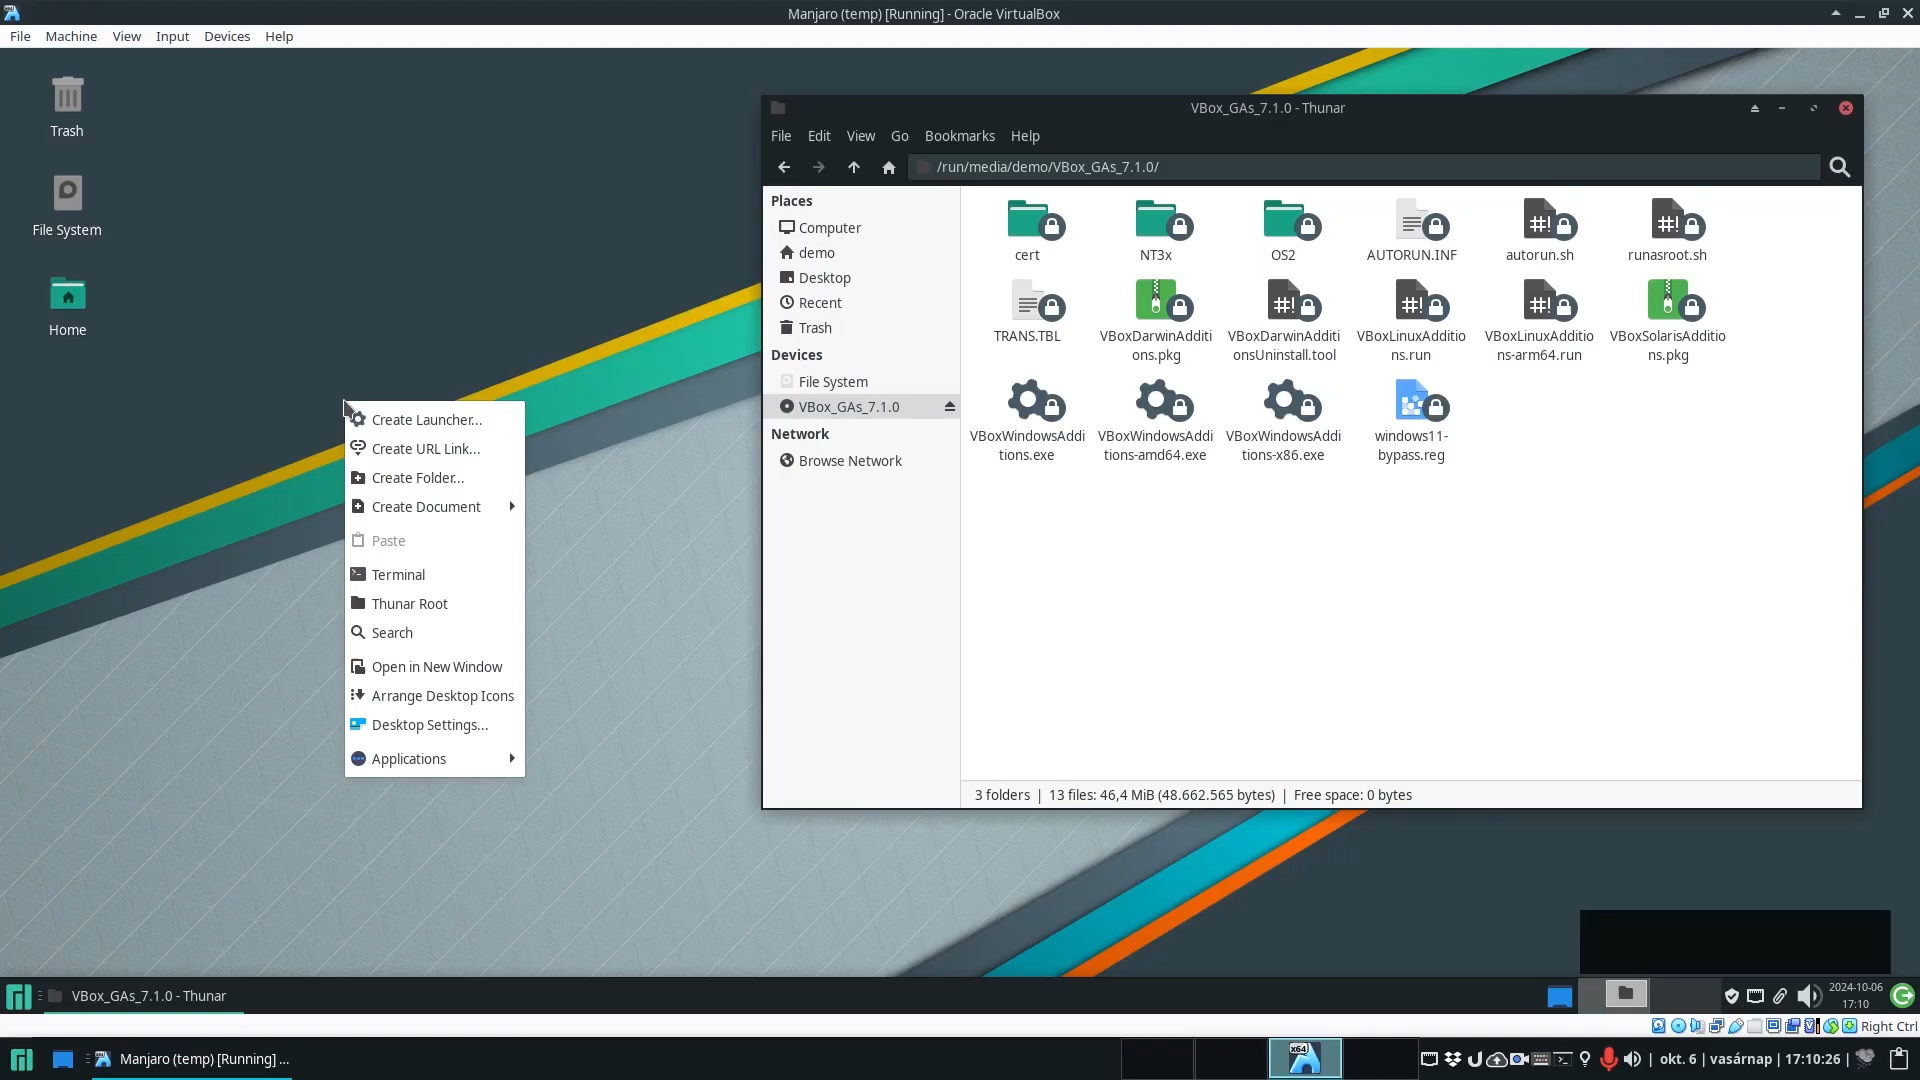 Manjaro (temp) [Running] - Oracle VirtualBox
File Machine View Input Devices Help
Trash
File System
Home
Create Launcher...
Create URL Link...
Create Folder...
Create Document
Paste
Terminal
Thunar Root
Search
Open in New Window
Arrange Desktop Icons
Desktop Settings...
Applications
VBox_GAs_7.1.0 - Thunar
File Edit View Go Bookmarks Help
/run/media/demo/VBox_GAs_7.1.0/
Places
Computer
demo
Desktop
Recent
Trash
Devices
File System
VBox_GAs_7.1.0
Network
Browse Network
cert
NT3x
OS2
AUTORUN.INF
autorun.sh
runasroot.sh
TRANS.TBL
VBoxDarwinAdditi
ons.pkg
VBoxDarwinAdditi
onsUninstall.tool
VBoxLinuxAddition
ns.run
VBoxLinuxAdditio
ns-arm64.run
VBoxSolarisAdditio
ns.pkg
VBoxWindowsAddi
tions.exe
VBoxWindowsAddi
tions-amd64.exe
VBoxWindowsAddi
tions-x86.exe
windows11-
bypass.reg
3 folders | 13 files: 46,4 MiB (48.662.565 bytes) | Free space: 0 bytes
VBox_GAs_7.1.0 - Thunar
2024-10-06
17:10
Right Ctrl
Manjaro (temp) [Running] ...
x64
| okt. 6 | vasárnap | 17:10:26 |